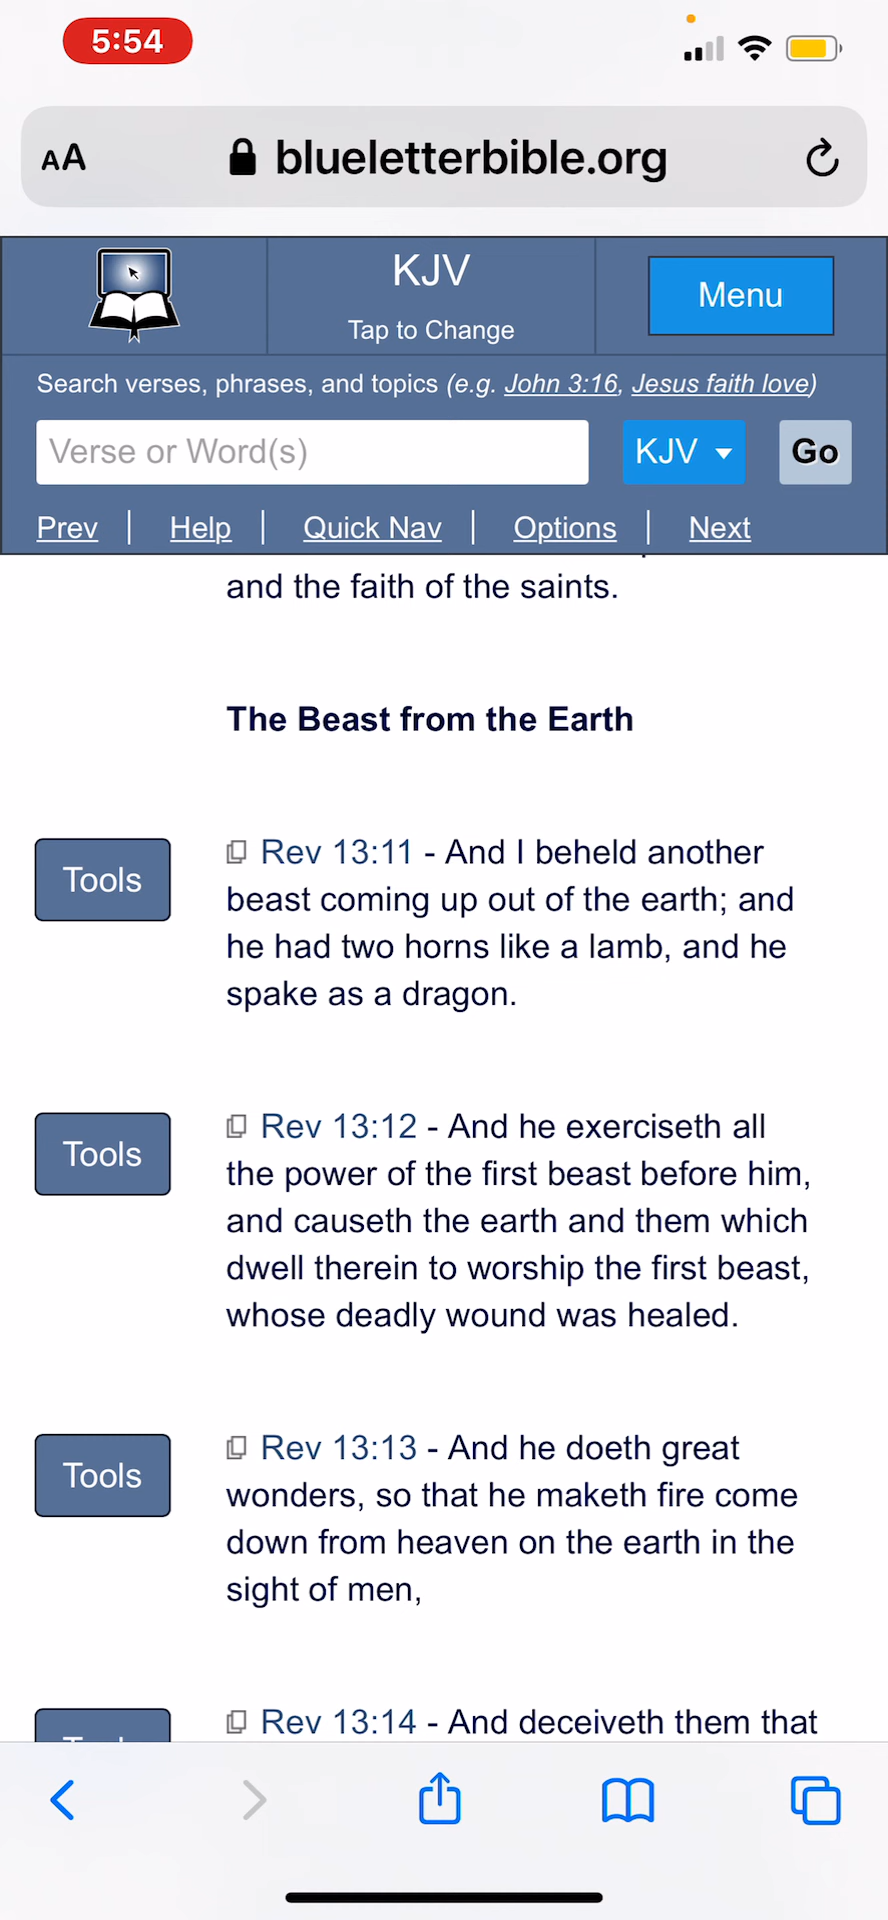 5:54
AA blueletterbible.org
KJV
Tap to Change
Menu
Search verses, phrases, and topics (e.g. John 3:16, Jesus faith love)
Verse or Word(s) KJV Go
Prev | Help | Quick Nav | Options | Next
and the faith of the saints.
The Beast from the Earth
Tools
Rev 13:11 - And I beheld another
beast coming up out of the earth; and
he had two horns like a lamb, and he
spake as a dragon.
Tools
Rev 13:12 - And he exerciseth all
the power of the first beast before him,
and causeth the earth and them which
dwell therein to worship the first beast,
whose deadly wound was healed.
Tools
Rev 13:13 - And he doeth great
wonders, so that he maketh fire come
down from heaven on the earth in the
sight of men,
Rev 13:14 - And deceiveth them that